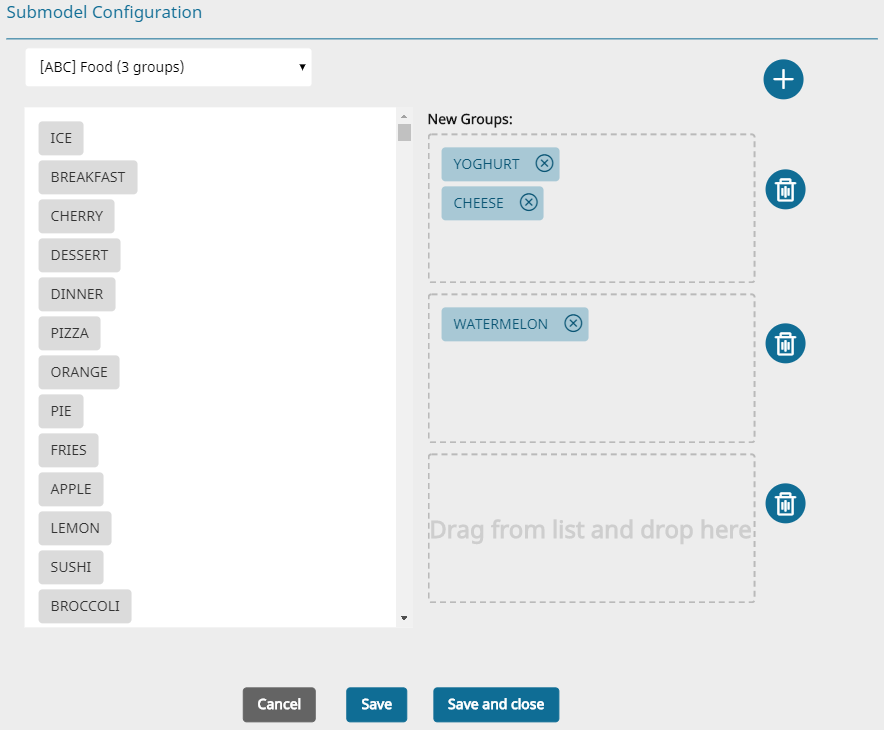 Submodel Configuration
[ABC] Food (3 groups)
ICE
BREAKFAST
CHERRY
DESSERT
DINNER
PIZZA
ORANGE
PIE
FRIES
APPLE
LEMON
SUSHI
BROCCOLI
New Groups:
YOGHURT
CHEESE
WATERMELON
Drag from list and drop here
Cancel
Save
Save and close